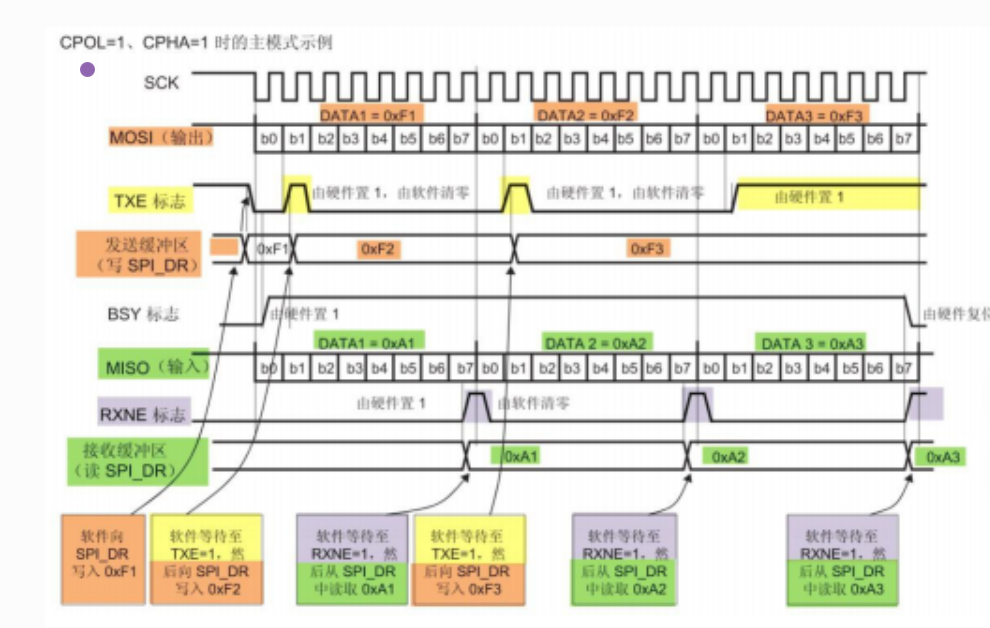 CPOL=1、CPHA=1 时的主模式示例
SCK
DATA1 = 0xF1
DATA2 = 0xF2
DATA3 = 0xF3
MOSI（输出）
b0 b1 b2 b3 b4 b5 b6 b7 b0 b1 b2 b3 b4 b5 b6 b7 b0 b1 b2 b3 b4 b5 b6 b7
TXE 标志
由硬件置 1，由软件清零
由硬件置 1，由软件清零
由硬件置 1
发送缓冲区
（写 SPI_DR）
0xF1
0xF2
0xF3
BSY 标志
由硬件置 1
由硬件复位
DATA1 = 0xA1
DATA 2 = 0xA2
DATA 3 = 0xA3
MISO（输入）
b0 b1 b2 b3 b4 b5 b6 b7 b0 b1 b2 b3 b4 b5 b6 b7 b0 b1 b2 b3 b4 b5 b6 b7
RXNE 标志
由硬件置 1
由软件清零
接收缓冲区
（读 SPI_DR）
0xA1
0xA2
0xA3
软件向
SPI_DR
写入 0xF1
软件等待至
TXE=1，然
后向 SPI_DR
写入 0xF2
软件等待至
RXNE=1，然
后从 SPI_DR
中读取 0xA1
软件等待至
TXE=1，然
后向 SPI_DR
写入 0xF3
软件等待至
RXNE=1，然
后从 SPI_DR
中读取 0xA2
软件等待至
RXNE=1，然
后从 SPI_DR
中读取 0xA3